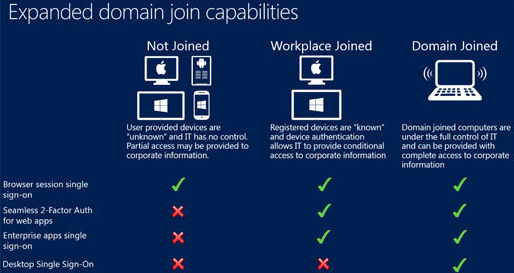 Expanded domain join capabilities
Not Joined
Workplace Joined
Domain Joined
User provided devices are
"unknown" and IT has no control.
Partial access may be provided to
corporate information.
Registered devices are "known"
and device authentication
allows IT to provide conditional
access to corporate information
Domain joined computers are
under the full control of IT
and can be provided with
complete access to corporate
information
Browser session single
sign-on
Seamless 2-Factor Auth
for web apps
Enterprise apps single
sign-on
Desktop Single Sign-On